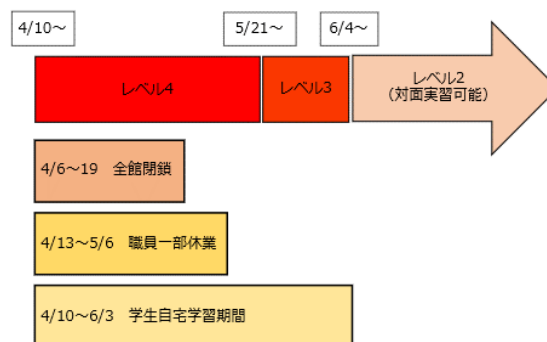 4/10～
5/21～
6/4～
レベル4
レベル3
レベル2
（対面実習可能）
4/6～19　全館閉鎖
4/13～5/6　職員一部休業
4/10～6/3　学生自宅学習期間